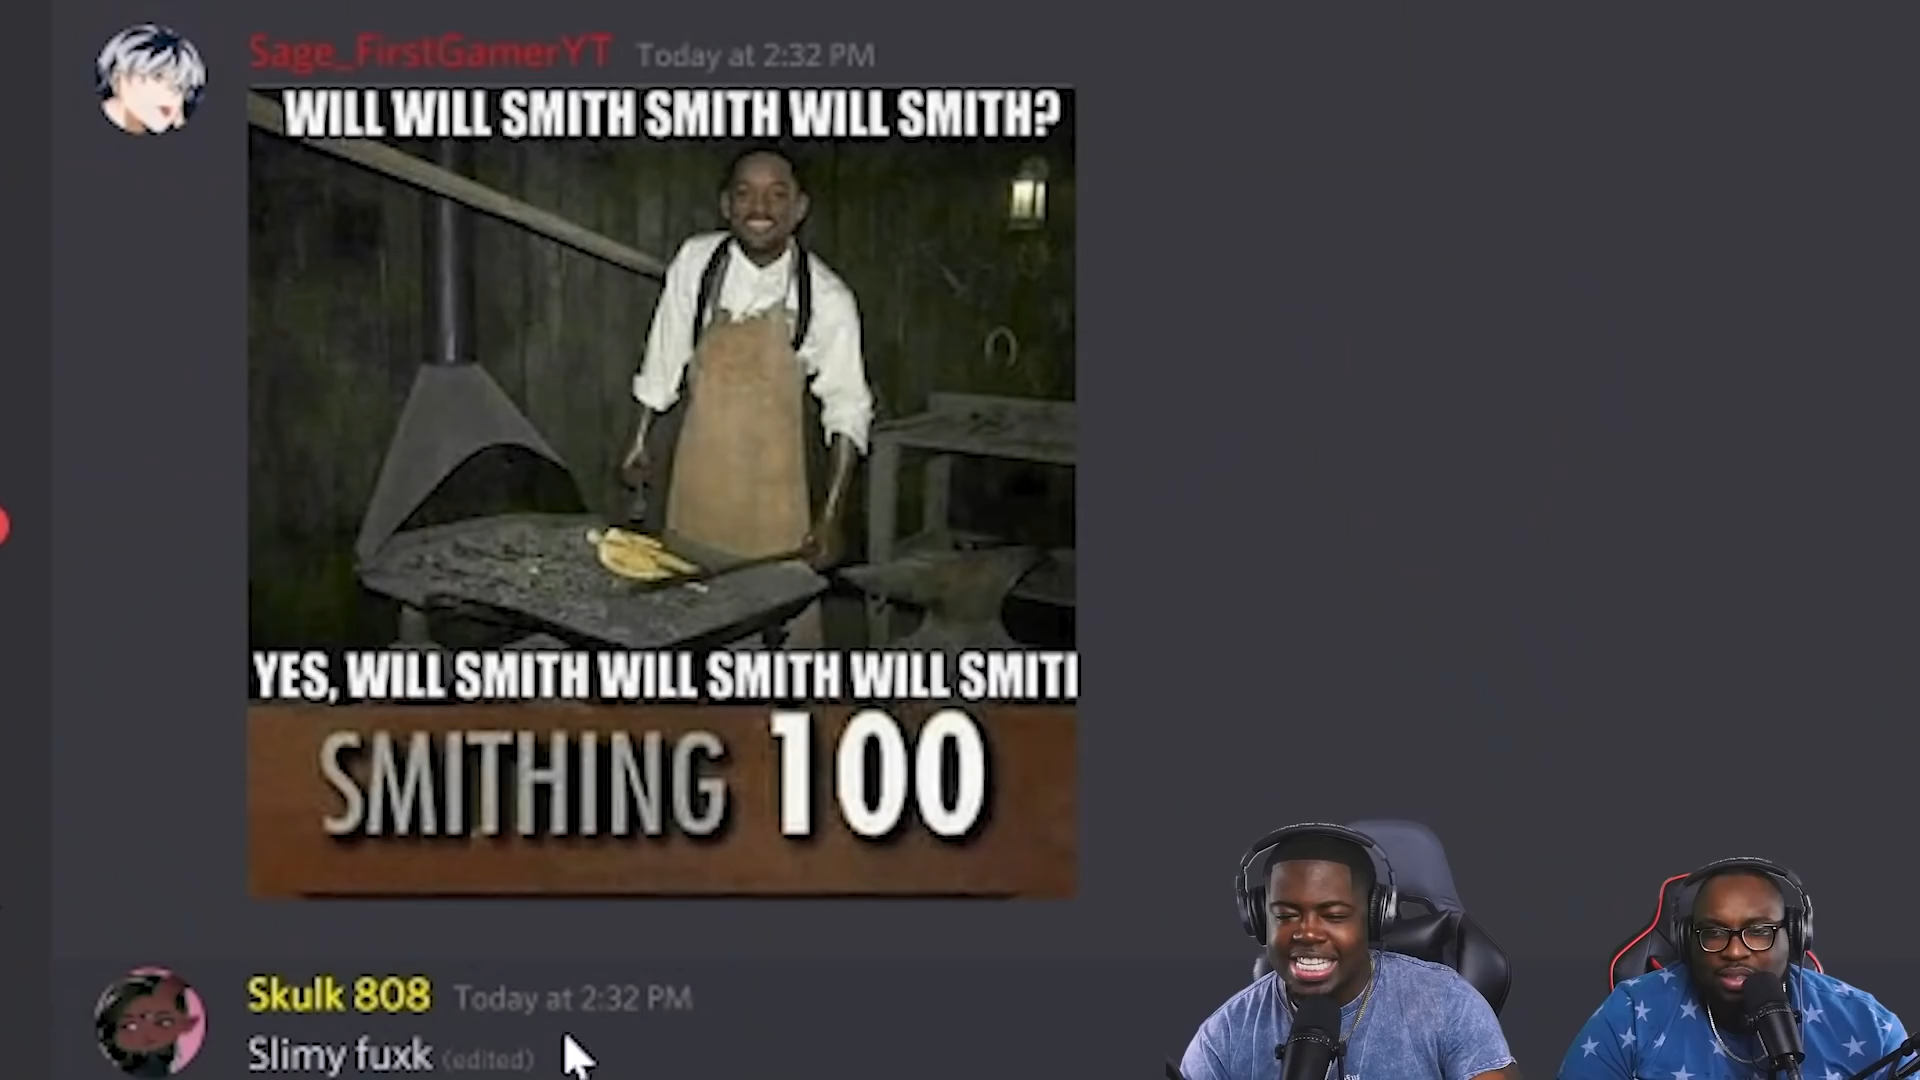 Sage_FirstGamerYT Today at 2:32 PM
WILL WILL SMITH SMITH WILL SMITH?
YES, WILL SMITH WILL SMITH WILL SMITH
SMITHING 100
Skulk 808 Today at 2:32 PM
Slimy fuxk (edited)